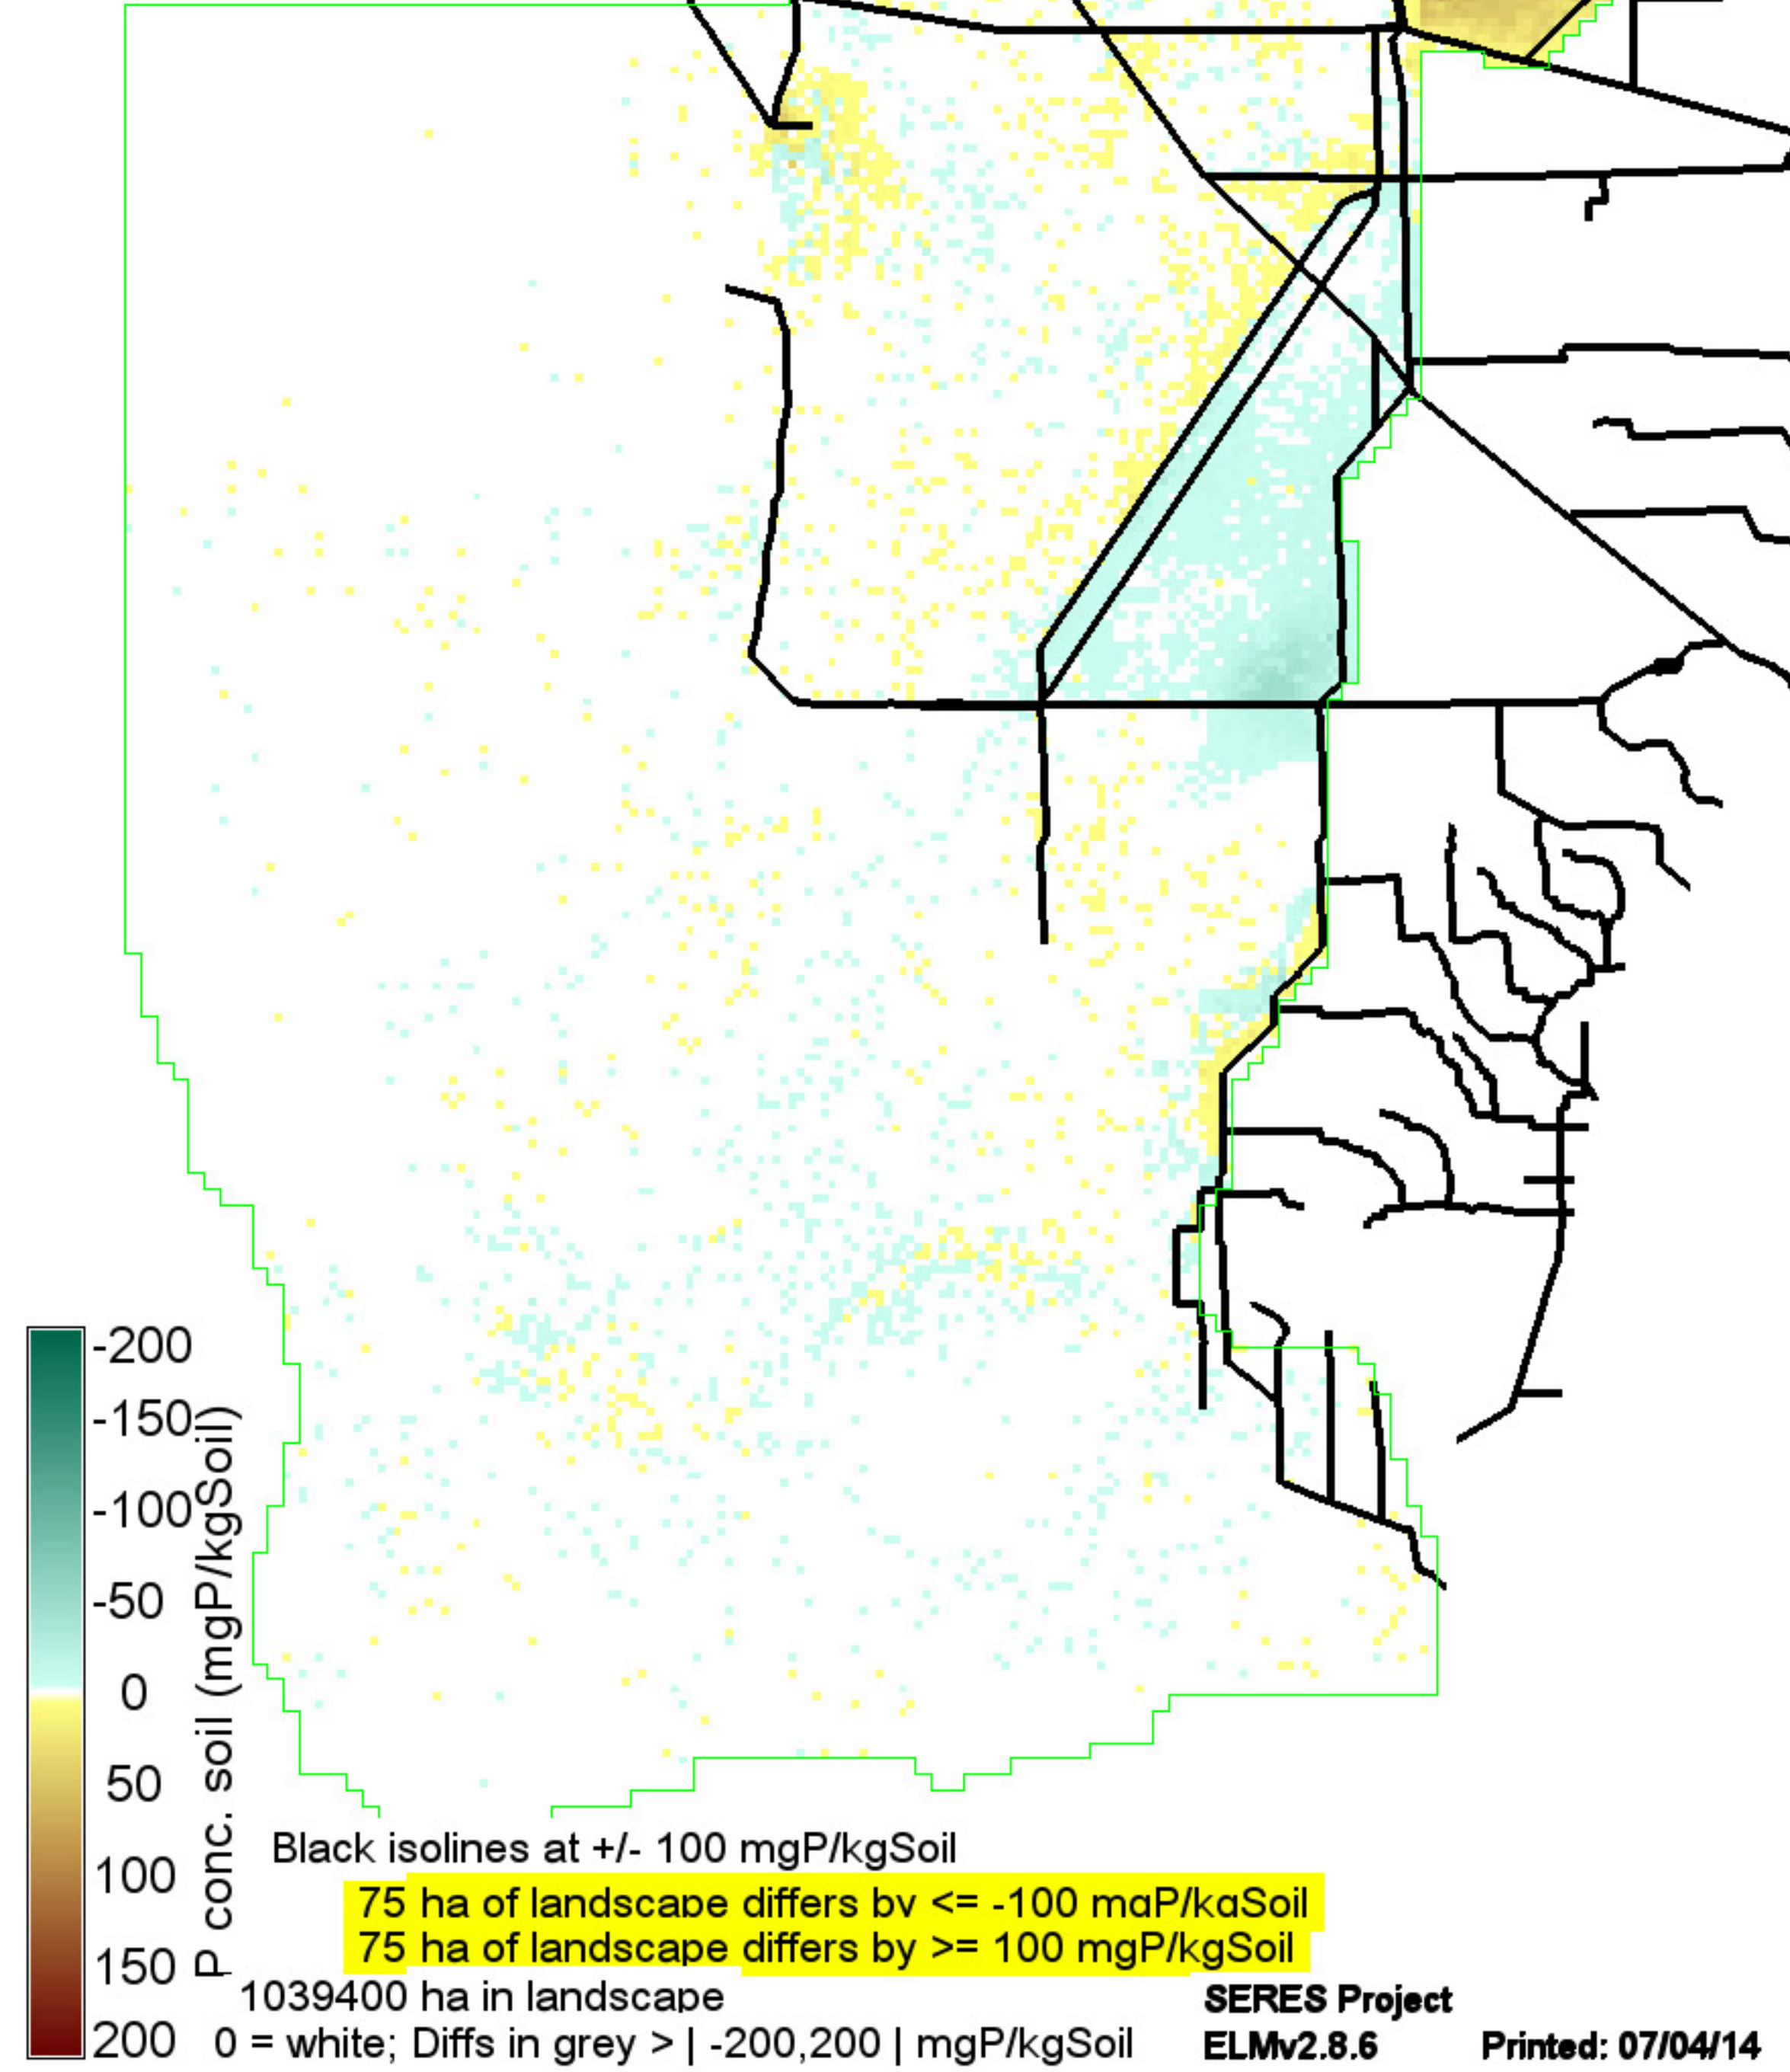 -200
-150
-100
-50
0
50
100
150
200
P conc. soil (mgP/kgSoil)
Black isolines at +/- 100 mgP/kgSoil
75 ha of landscape differs by <= -100 mgP/kgSoil
75 ha of landscape differs by >= 100 mgP/kgSoil
1039400 ha in landscape
0 = white; Diffs in grey > | -200,200 | mgP/kgSoil
SERES Project
ELMv2.8.6 Printed: 07/04/14